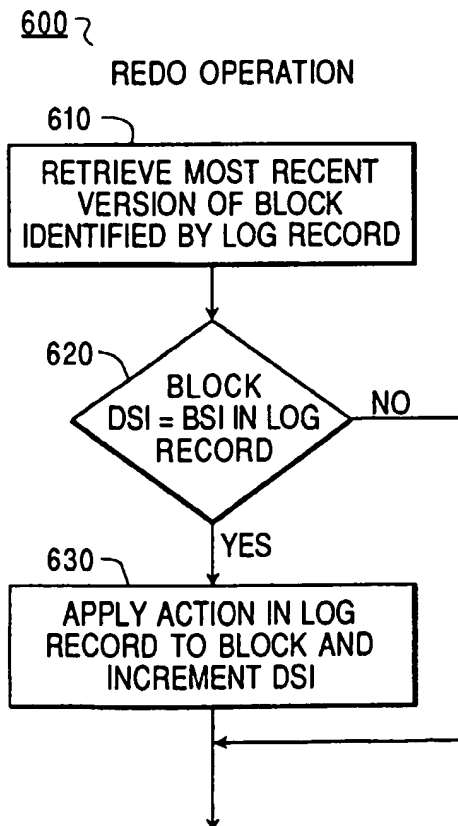 600
REDO OPERATION
610
RETRIEVE MOST RECENT
VERSION OF BLOCK
IDENTIFIED BY LOG RECORD
620
BLOCK
DSI = BSI IN LOG
RECORD
NO
YES
630
APPLY ACTION IN LOG
RECORD TO BLOCK AND
INCREMENT DSI